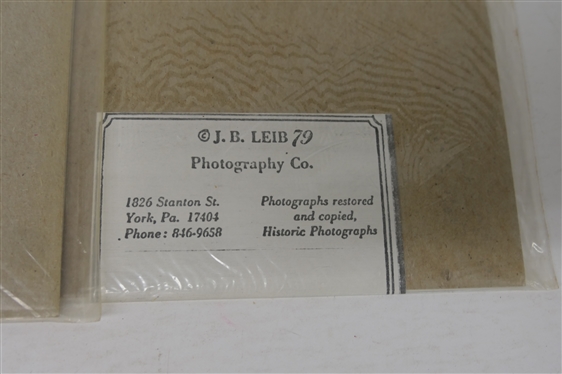 © J. B. LEIB 79
Photography Co.
1826 Stanton St.
York, Pa. 17404
Phone: 846-9658
Photographs restored
and copied,
Historic Photographs